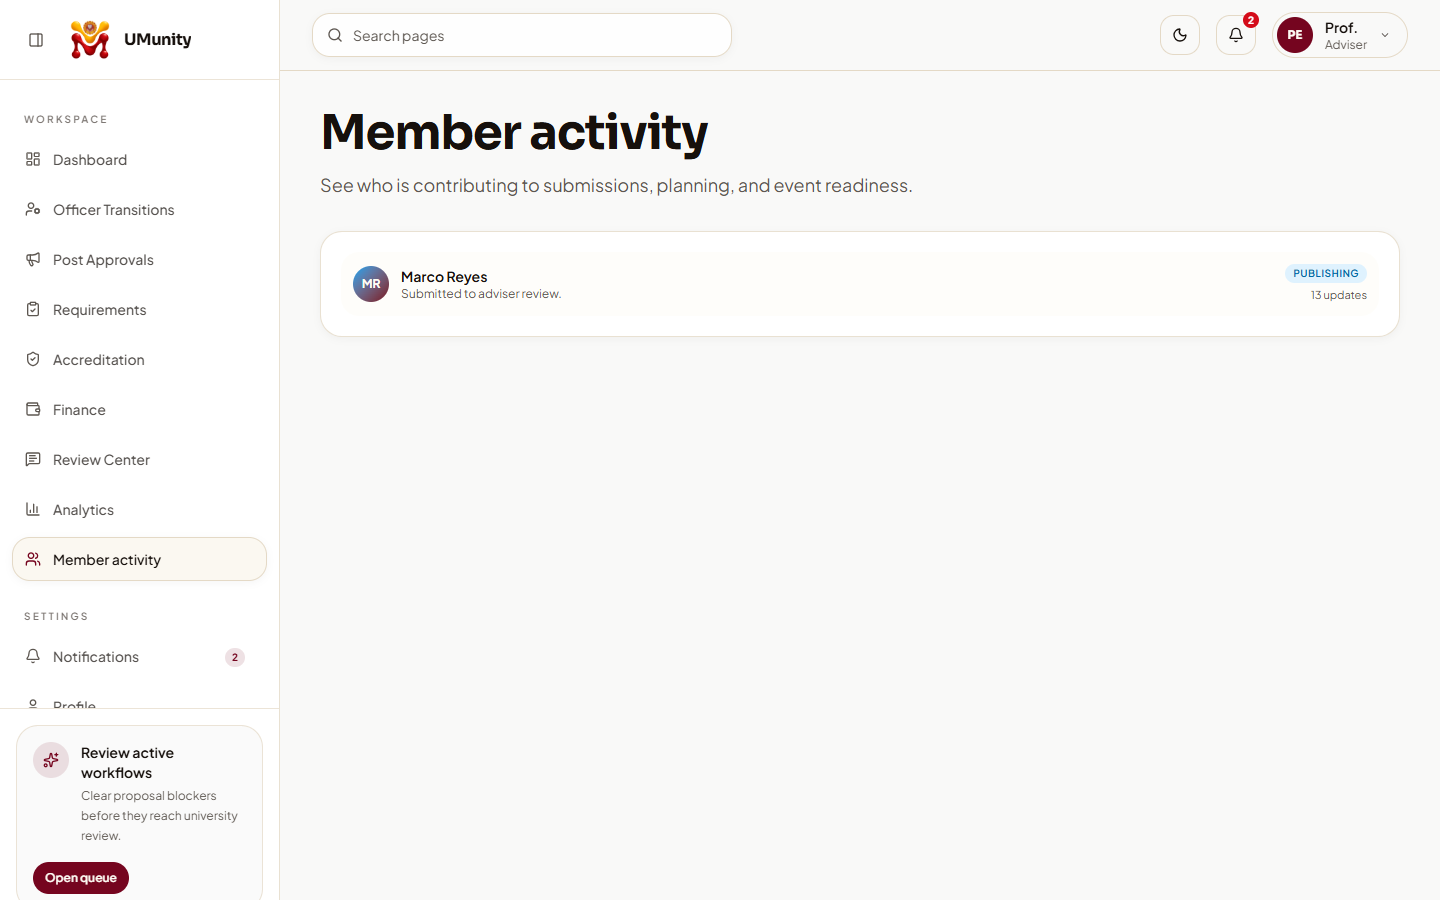 UMunity
Search pages
2
PE
Prof.
Adviser
WORKSPACE
Dashboard
Officer Transitions
Post Approvals
Requirements
Accreditation
Finance
Review Center
Analytics
Member activity
SETTINGS
Notifications
2
Profile
Review active
workflows
Clear proposal blockers
before they reach university
review.
Open queue
Member activity
See who is contributing to submissions, planning, and event readiness.
MR
Marco Reyes
Submitted to adviser review.
PUBLISHING
13 updates